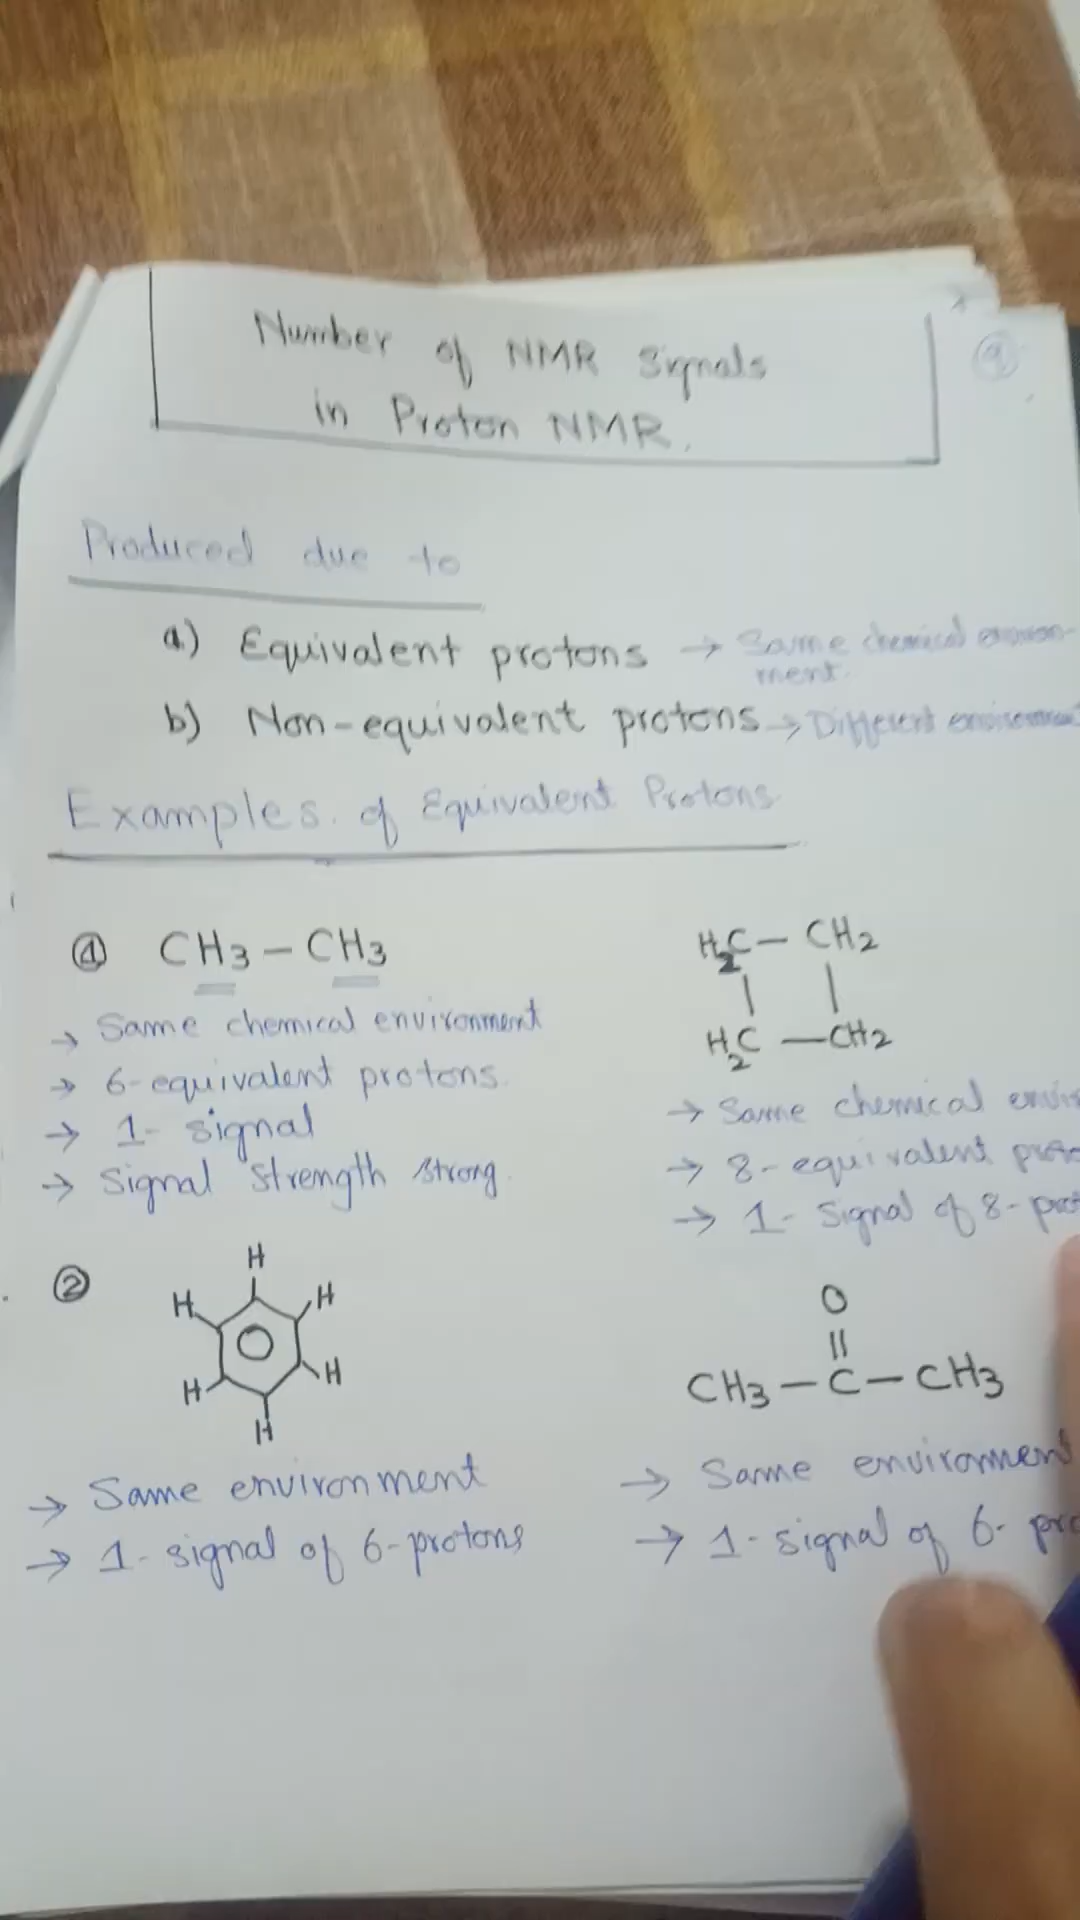 Number of NMR Signals
in Proton NMR.
9
Produced due to
a) Equivalent protons → Same chemical environ-
ment.
b) Non-equivalent protons → Different environment
Examples of Equivalent Protons
① CH3 – CH3
→ Same chemical environment
→ 6-equivalent protons.
→ 1- signal
→ Signal strength strong.
H2C – CH2
| |
H2C – CH2
→ Same chemical
→ 8-equivalent
→ 1- Signal of 8-
②
H
H H
H H
H
→ Same environment
→ 1-signal of 6-protons
O
||
CH3 – C – CH3
→ Same environment
→ 1-signal of 6-